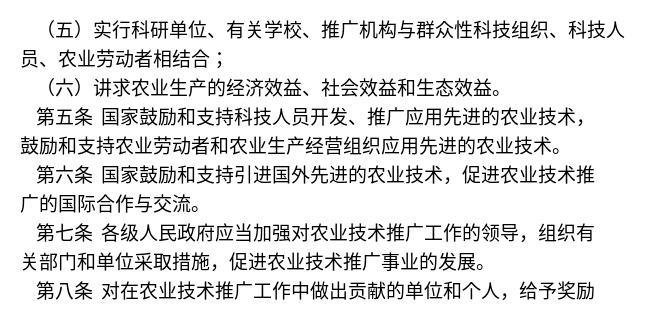 （五）实行科研单位、有关学校、推广机构与群众性科技组织、科技人
员、农业劳动者相结合；
（六）讲求农业生产的经济效益、社会效益和生态效益。
第五条 国家鼓励和支持科技人员开发、推广应用先进的农业技术，
鼓励和支持农业劳动者和农业生产经营组织应用先进的农业技术。
第六条 国家鼓励和支持引进国外先进的农业技术，促进农业技术推
广的国际合作与交流。
第七条 各级人民政府应当加强对农业技术推广工作的领导，组织有
关部门和单位采取措施，促进农业技术推广事业的发展。
第八条 对在农业技术推广工作中做出贡献的单位和个人，给予奖励